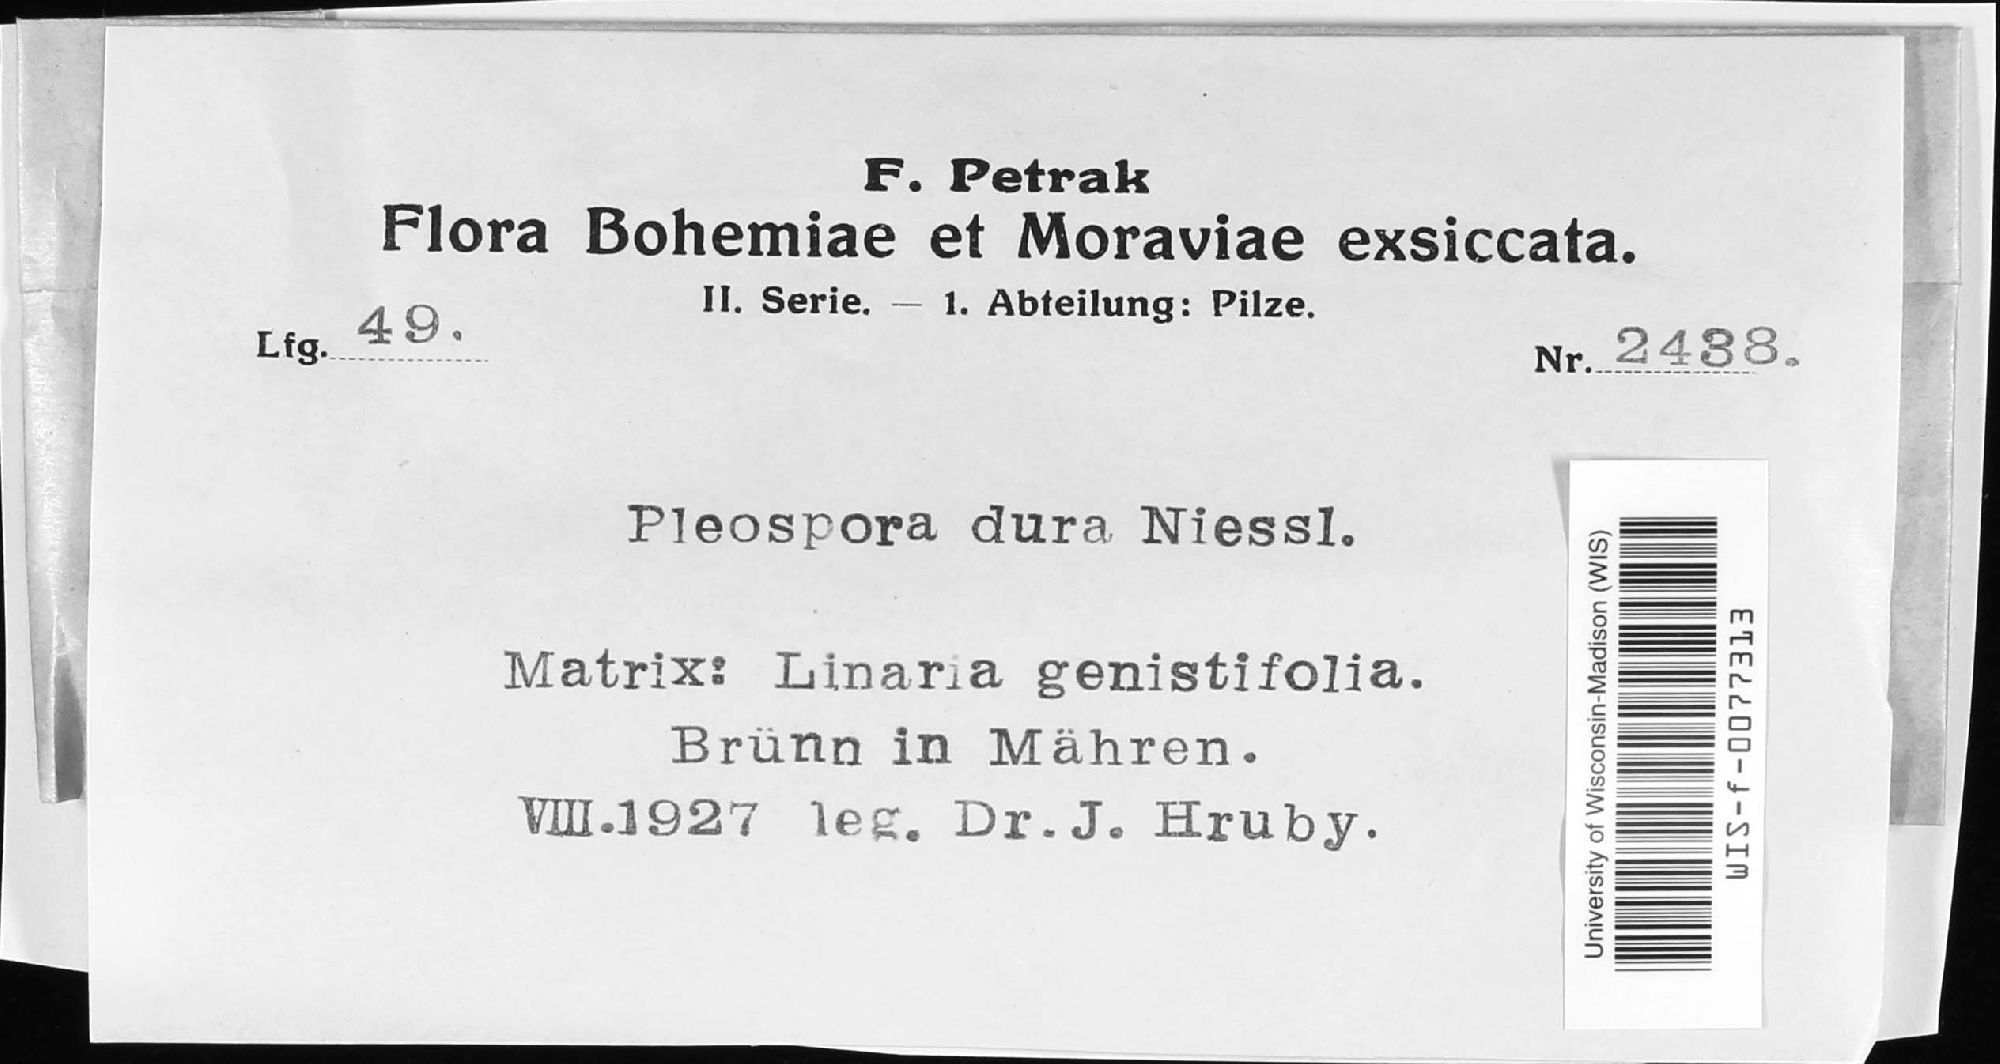 F. Petrak
Flora Bohemiae et Moraviae exsiccata.
II. Serie. — 1. Abteilung: Pilze.
Lfg. 49.
Nr. 2438.
Pleospora dura Niessl.
Matrix: Linaria genistifolia.
Brünn in Mähren.
VIII.1927 leg. Dr.J. Hruby.
University of Wisconsin-Madison (WIS)
WIS-f-0077313